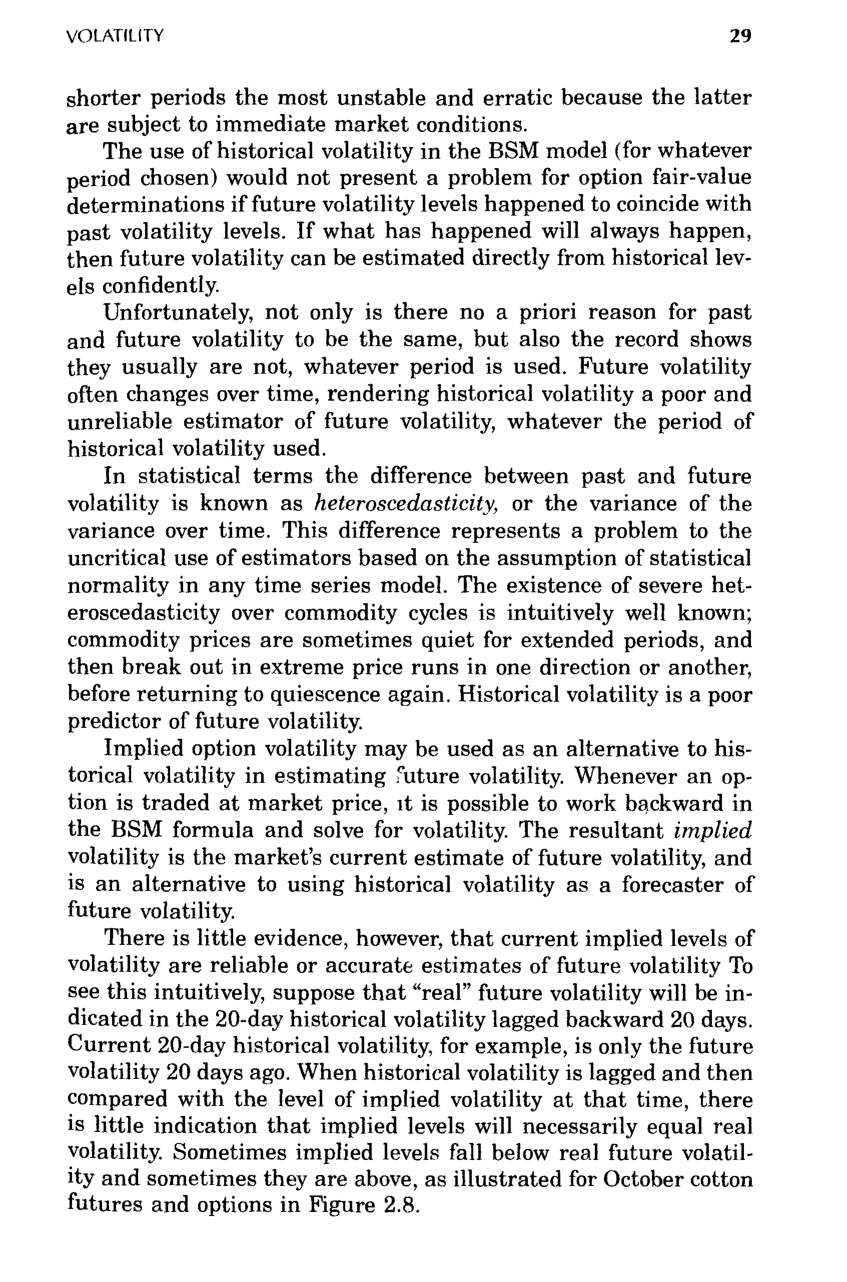 VOLATILITY 29
shorter periods the most unstable and erratic because the latter
are subject to immediate market conditions.
The use of historical volatility in the BSM model (for whatever
period chosen) would not present a problem for option fair-value
determinations if future volatility levels happened to coincide with
past volatility levels. If what has happened will always happen,
then future volatility can be estimated directly from historical lev-
els confidently.
Unfortunately, not only is there no a priori reason for past
and future volatility to be the same, but also the record shows
they usually are not, whatever period is used. Future volatility
often changes over time, rendering historical volatility a poor and
unreliable estimator of future volatility, whatever the period of
historical volatility used.
In statistical terms the difference between past and future
volatility is known as heteroscedasticity, or the variance of the
variance over time. This difference represents a problem to the
uncritical use of estimators based on the assumption of statistical
normality in any time series model. The existence of severe het-
eroscedasticity over commodity cycles is intuitively well known;
commodity prices are sometimes quiet for extended periods, and
then break out in extreme price runs in one direction or another,
before returning to quiescence again. Historical volatility is a poor
predictor of future volatility.
Implied option volatility may be used as an alternative to his-
torical volatility in estimating future volatility. Whenever an op-
tion is traded at market price, it is possible to work backward in
the BSM formula and solve for volatility. The resultant implied
volatility is the market's current estimate of future volatility, and
is an alternative to using historical volatility as a forecaster of
future volatility.
There is little evidence, however, that current implied levels of
volatility are reliable or accurate estimates of future volatility To
see this intuitively, suppose that "real" future volatility will be in-
dicated in the 20-day historical volatility lagged backward 20 days.
Current 20-day historical volatility, for example, is only the future
volatility 20 days ago. When historical volatility is lagged and then
compared with the level of implied volatility at that time, there
is little indication that implied levels will necessarily equal real
volatility. Sometimes implied levels fall below real future volatil-
ity and sometimes they are above, as illustrated for October cotton
futures and options in Figure 2.8.